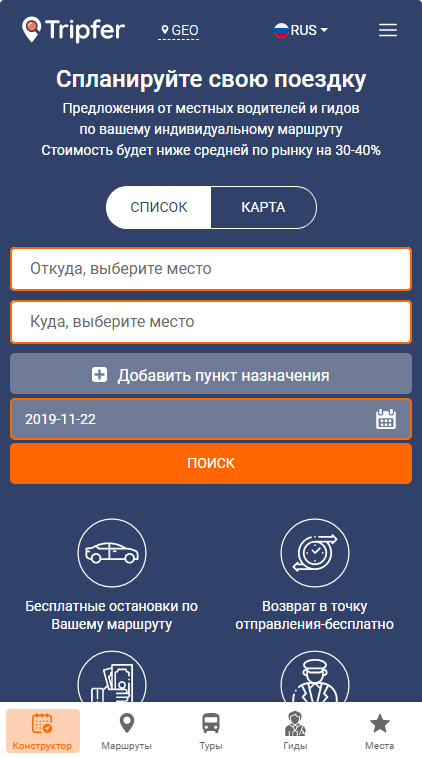 Tripfer
GEO
RUS
Спланируйте свою поездку
Предложения от местных водителей и гидов
по вашему индивидуальному маршруту
Стоимость будет ниже средней по рынку на 30-40%
СПИСОК
КАРТА
Откуда, выберите место
Куда, выберите место
Добавить пункт назначения
2019-11-22
ПОИСК
Бесплатные остановки по
Вашему маршруту
Возврат в точку
отправления-бесплатно
Конструктор
Маршруты
Туры
Гиды
Места